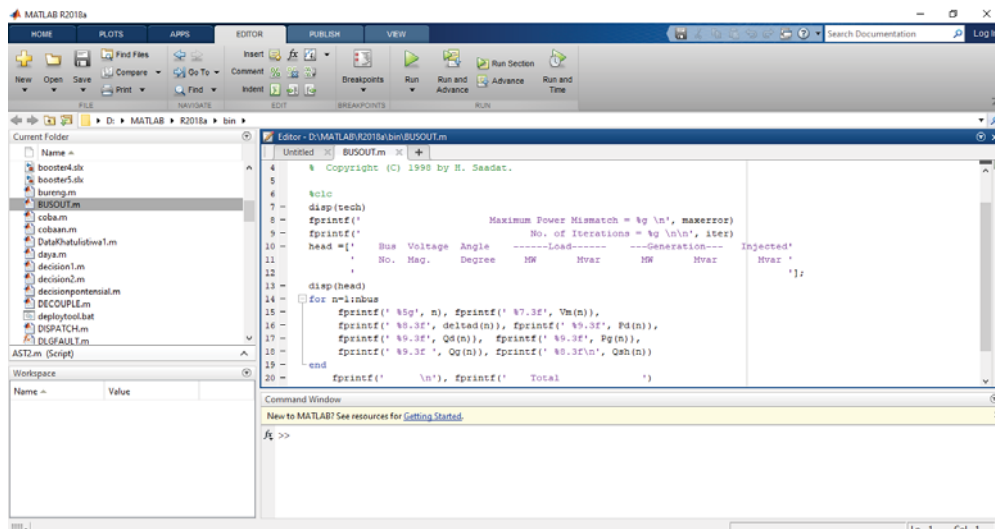 MATLAB R2018a
HOME PLOTS APPS EDITOR PUBLISH VIEW Search Documentation Log In
New Open Save Find Files Compare Print Go To Find Insert Comment Indent fx Breakpoints Run Run and Advance Run Section Advance Run and Time
FILE NAVIGATE EDIT BREAKPOINTS RUN
D: MATLAB R2018a bin
Current Folder
Name
booster4.slx
booster5.slx
bureng.m
BUSOUT.m
coba.m
cobaan.m
DataKhatulistiwa1.m
daya.m
decision1.m
decision2.m
decisionpontensial.m
DECOUPLE.m
deploytool.bat
DISPATCH.m
DLGFAULT.m
AST2.m (Script)
Workspace
Name Value
Editor - D:\MATLAB\R2018a\bin\BUSOUT.m
Untitled BUSOUT.m
4 % Copyright (C) 1998 by H. Saadat.
5
6 %clc
7 - disp(tech)
8 - fprintf(' Maximum Power Mismatch = %g \n', maxerror)
9 - fprintf(' No. of Iterations = %g \n\n', iter)
10 - head =[' Bus Voltage Angle ------Load------ ---Generation--- Injected'
11 ' No. Mag. Degree MW Mvar MW Mvar Mvar '
12 ' '];
13 - disp(head)
14 - for n=1:nbus
15 - fprintf(' %5g', n), fprintf(' %7.3f', Vm(n)),
16 - fprintf(' %8.3f', deltad(n)), fprintf(' %9.3f', Pd(n)),
17 - fprintf(' %9.3f', Qd(n)), fprintf(' %9.3f', Pg(n)),
18 - fprintf(' %9.3f ', Qg(n)), fprintf(' %8.3f\n', Qsh(n))
19 - end
20 - fprintf(' \n'), fprintf(' Total ')
Command Window
New to MATLAB? See resources for Getting Started.
fx >>
Ln 1 Col 1